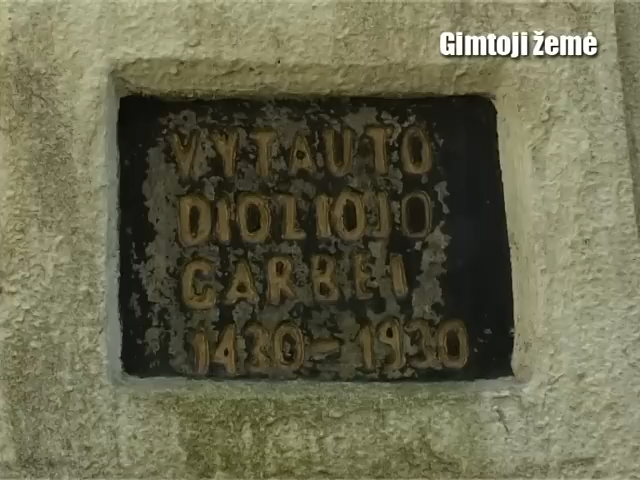 Gimtoji žemė
VYTAUTO
DIDŽIOJO
GARBEI
1430-1930